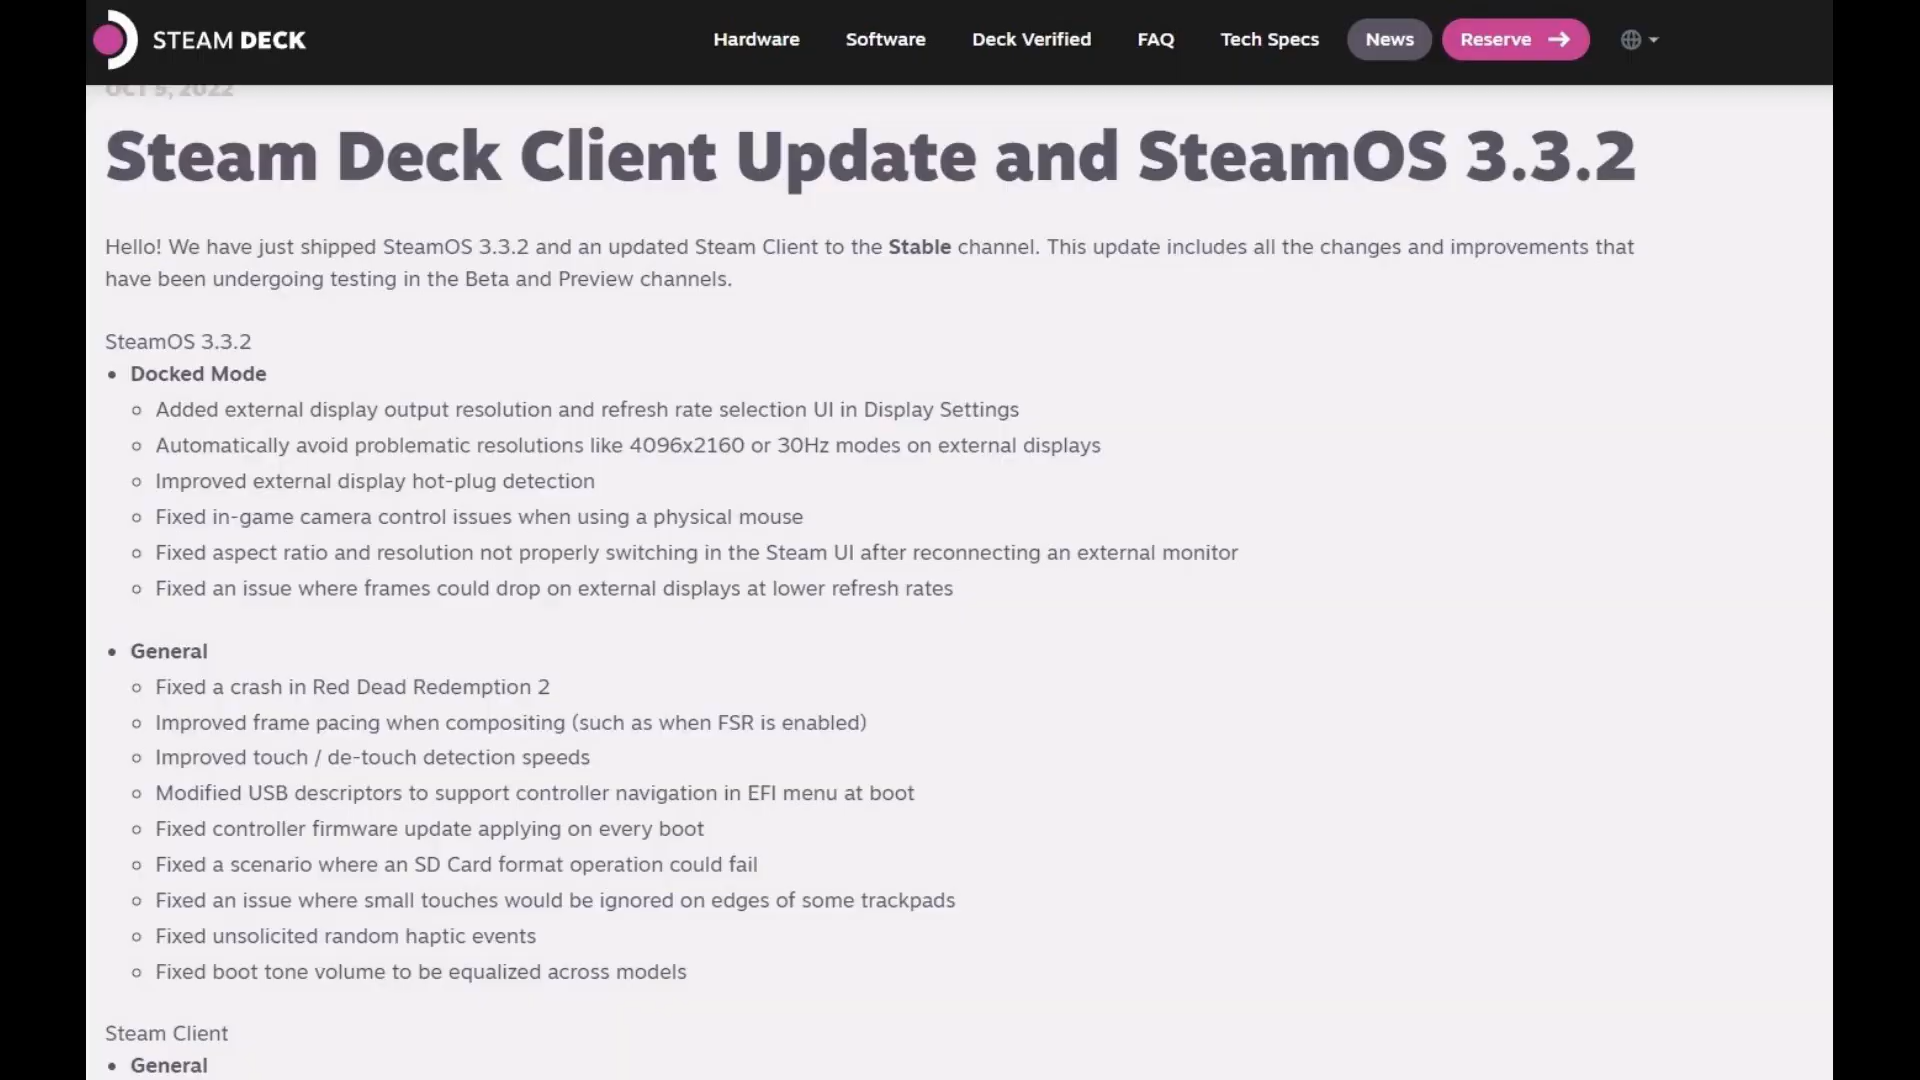 STEAM DECK
Hardware
Software
Deck Verified
FAQ
Tech Specs
News
Reserve
OCT 5, 2022
Steam Deck Client Update and SteamOS 3.3.2
Hello! We have just shipped SteamOS 3.3.2 and an updated Steam Client to the Stable channel. This update includes all the changes and improvements that
have been undergoing testing in the Beta and Preview channels.
SteamOS 3.3.2
Docked Mode
Added external display output resolution and refresh rate selection UI in Display Settings
Automatically avoid problematic resolutions like 4096x2160 or 30Hz modes on external displays
Improved external display hot-plug detection
Fixed in-game camera control issues when using a physical mouse
Fixed aspect ratio and resolution not properly switching in the Steam UI after reconnecting an external monitor
Fixed an issue where frames could drop on external displays at lower refresh rates
General
Fixed a crash in Red Dead Redemption 2
Improved frame pacing when compositing (such as when FSR is enabled)
Improved touch / de-touch detection speeds
Modified USB descriptors to support controller navigation in EFI menu at boot
Fixed controller firmware update applying on every boot
Fixed a scenario where an SD Card format operation could fail
Fixed an issue where small touches would be ignored on edges of some trackpads
Fixed unsolicited random haptic events
Fixed boot tone volume to be equalized across models
Steam Client
General